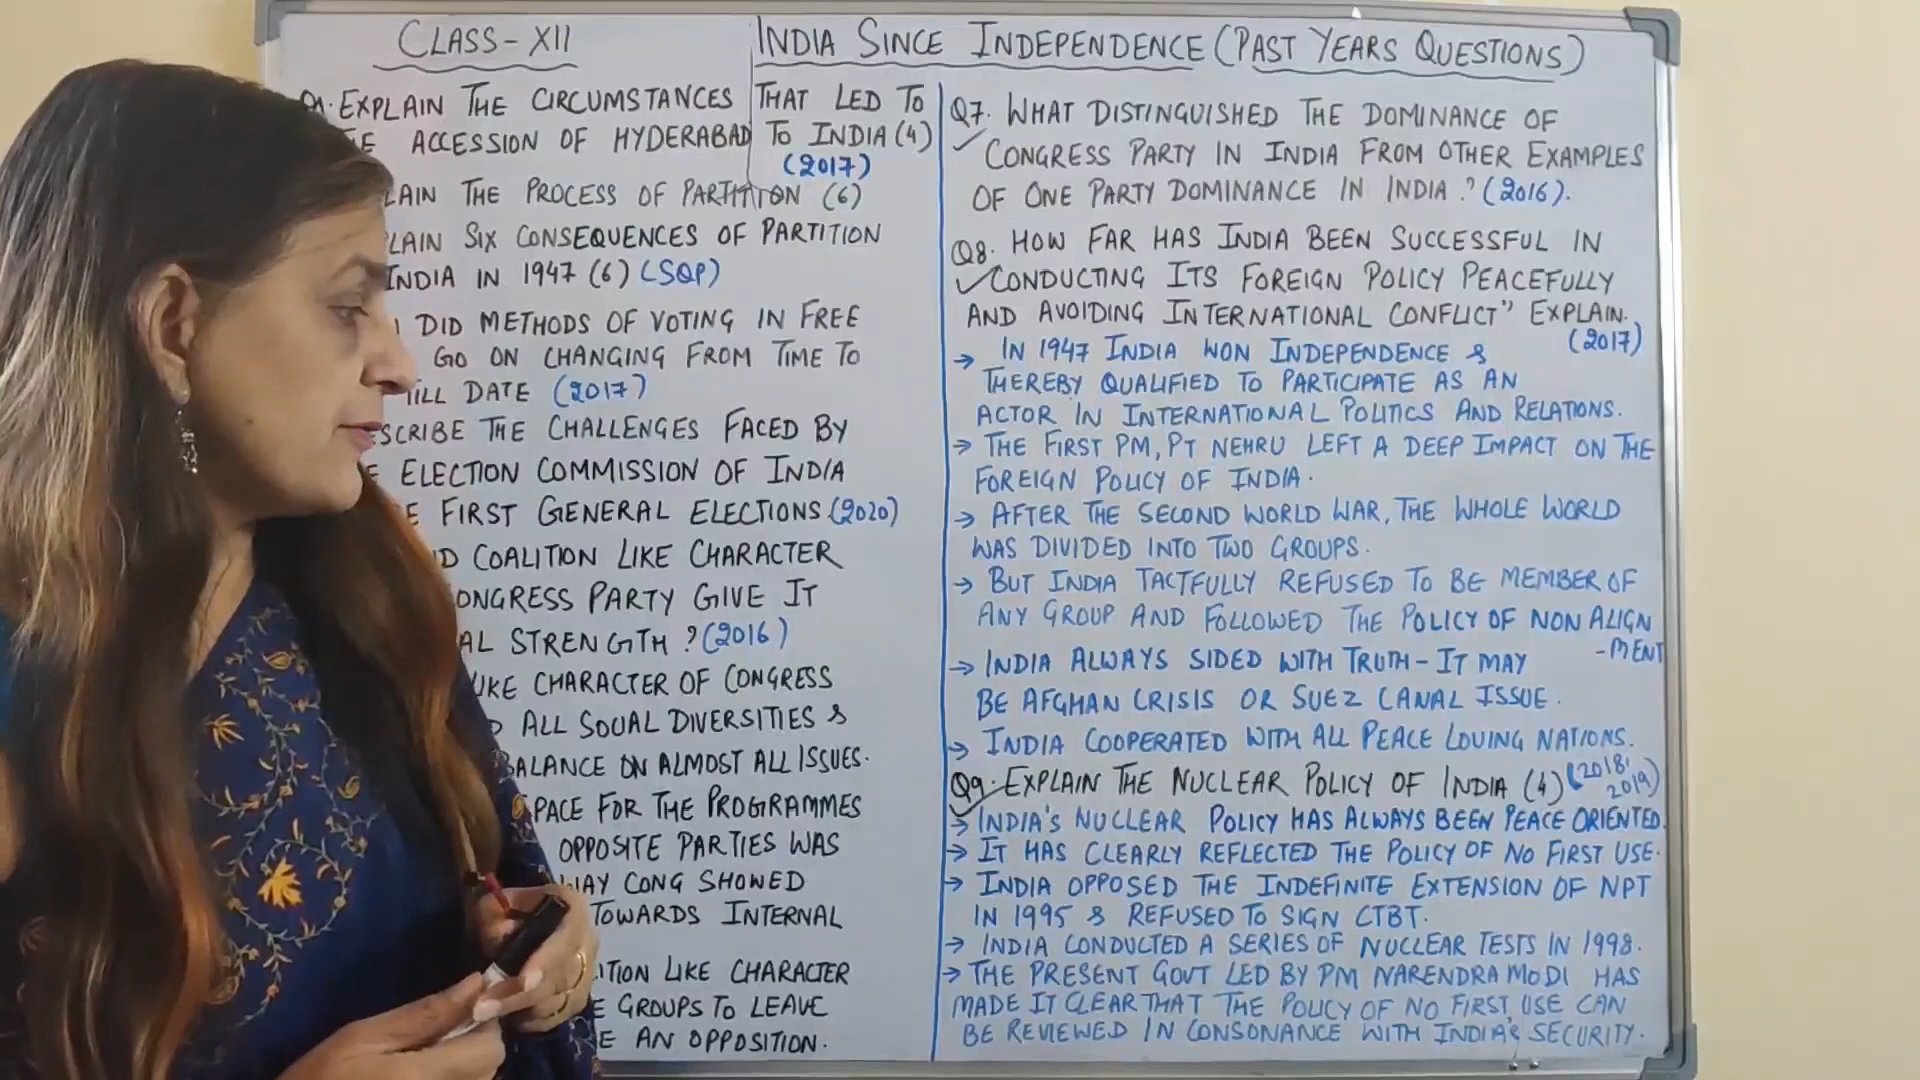 CLASS-XII
INDIA SINCE INDEPENDENCE (PAST YEARS QUESTIONS)
EXPLAIN THE CIRCUMSTANCES THAT LED TO
ACCESSION OF HYDERABAD TO INDIA (4)
(2017)
LAIN THE PROCESS OF PARTITION (6)
LAIN SIX CONSEQUENCES OF PARTITION
INDIA IN 1947 (6) (SQP)
DID METHODS OF VOTING IN FREE
GO ON CHANGING FROM TIME TO
TILL DATE (2017)
SCRIBE THE CHALLENGES FACED BY
ELECTION COMMISSION OF INDIA
FIRST GENERAL ELECTIONS (2020)
D COALITION LIKE CHARACTER
ONGRESS PARTY GIVE IT
AL STRENGTH ? (2016)
LIKE CHARACTER OF CONGRESS
ALL SOCIAL DIVERSITIES &
BALANCE ON ALMOST ALL ISSUES.
SPACE FOR THE PROGRAMMES
OPPOSITE PARTIES WAS
WAY CONG SHOWED
TOWARDS INTERNAL
ITION LIKE CHARACTER
E GROUPS TO LEAVE
E AN OPPOSITION.
Q7. WHAT DISTINGUISHED THE DOMINANCE OF
CONGRESS PARTY IN INDIA FROM OTHER EXAMPLES
OF ONE PARTY DOMINANCE IN INDIA ? (2016).
Q8. HOW FAR HAS INDIA BEEN SUCCESSFUL IN
CONDUCTING ITS FOREIGN POLICY PEACEFULLY
AND AVOIDING INTERNATIONAL CONFLICT" EXPLAIN.
(2017)
→ IN 1947 INDIA WON INDEPENDENCE &
THEREBY QUALIFIED TO PARTICIPATE AS AN
ACTOR IN INTERNATIONAL POLITICS AND RELATIONS.
→ THE FIRST PM, PT NEHRU LEFT A DEEP IMPACT ON THE
FOREIGN POLICY OF INDIA.
→ AFTER THE SECOND WORLD WAR, THE WHOLE WORLD
WAS DIVIDED INTO TWO GROUPS.
→ BUT INDIA TACTFULLY REFUSED TO BE MEMBER OF
ANY GROUP AND FOLLOWED THE POLICY OF NON ALIGN
-MENT
→ INDIA ALWAYS SIDED WITH TRUTH - IT MAY
BE AFGHAN CRISIS OR SUEZ CANAL ISSUE.
→ INDIA COOPERATED WITH ALL PEACE LOVING NATIONS.
Q9. EXPLAIN THE NUCLEAR POLICY OF INDIA (4) (2018,
2019)
→ INDIA'S NUCLEAR POLICY HAS ALWAYS BEEN PEACE ORIENTED.
→ IT HAS CLEARLY REFLECTED THE POLICY OF NO FIRST USE.
→ INDIA OPPOSED THE INDEFINITE EXTENSION OF NPT
IN 1995 & REFUSED TO SIGN CTBT.
→ INDIA CONDUCTED A SERIES OF NUCLEAR TESTS IN 1998.
→ THE PRESENT GOVT LED BY PM NARENDRA MODI HAS
MADE IT CLEAR THAT THE POLICY OF NO FIRST USE CAN
BE REVIEWED IN CONSONANCE WITH INDIA'S SECURITY.